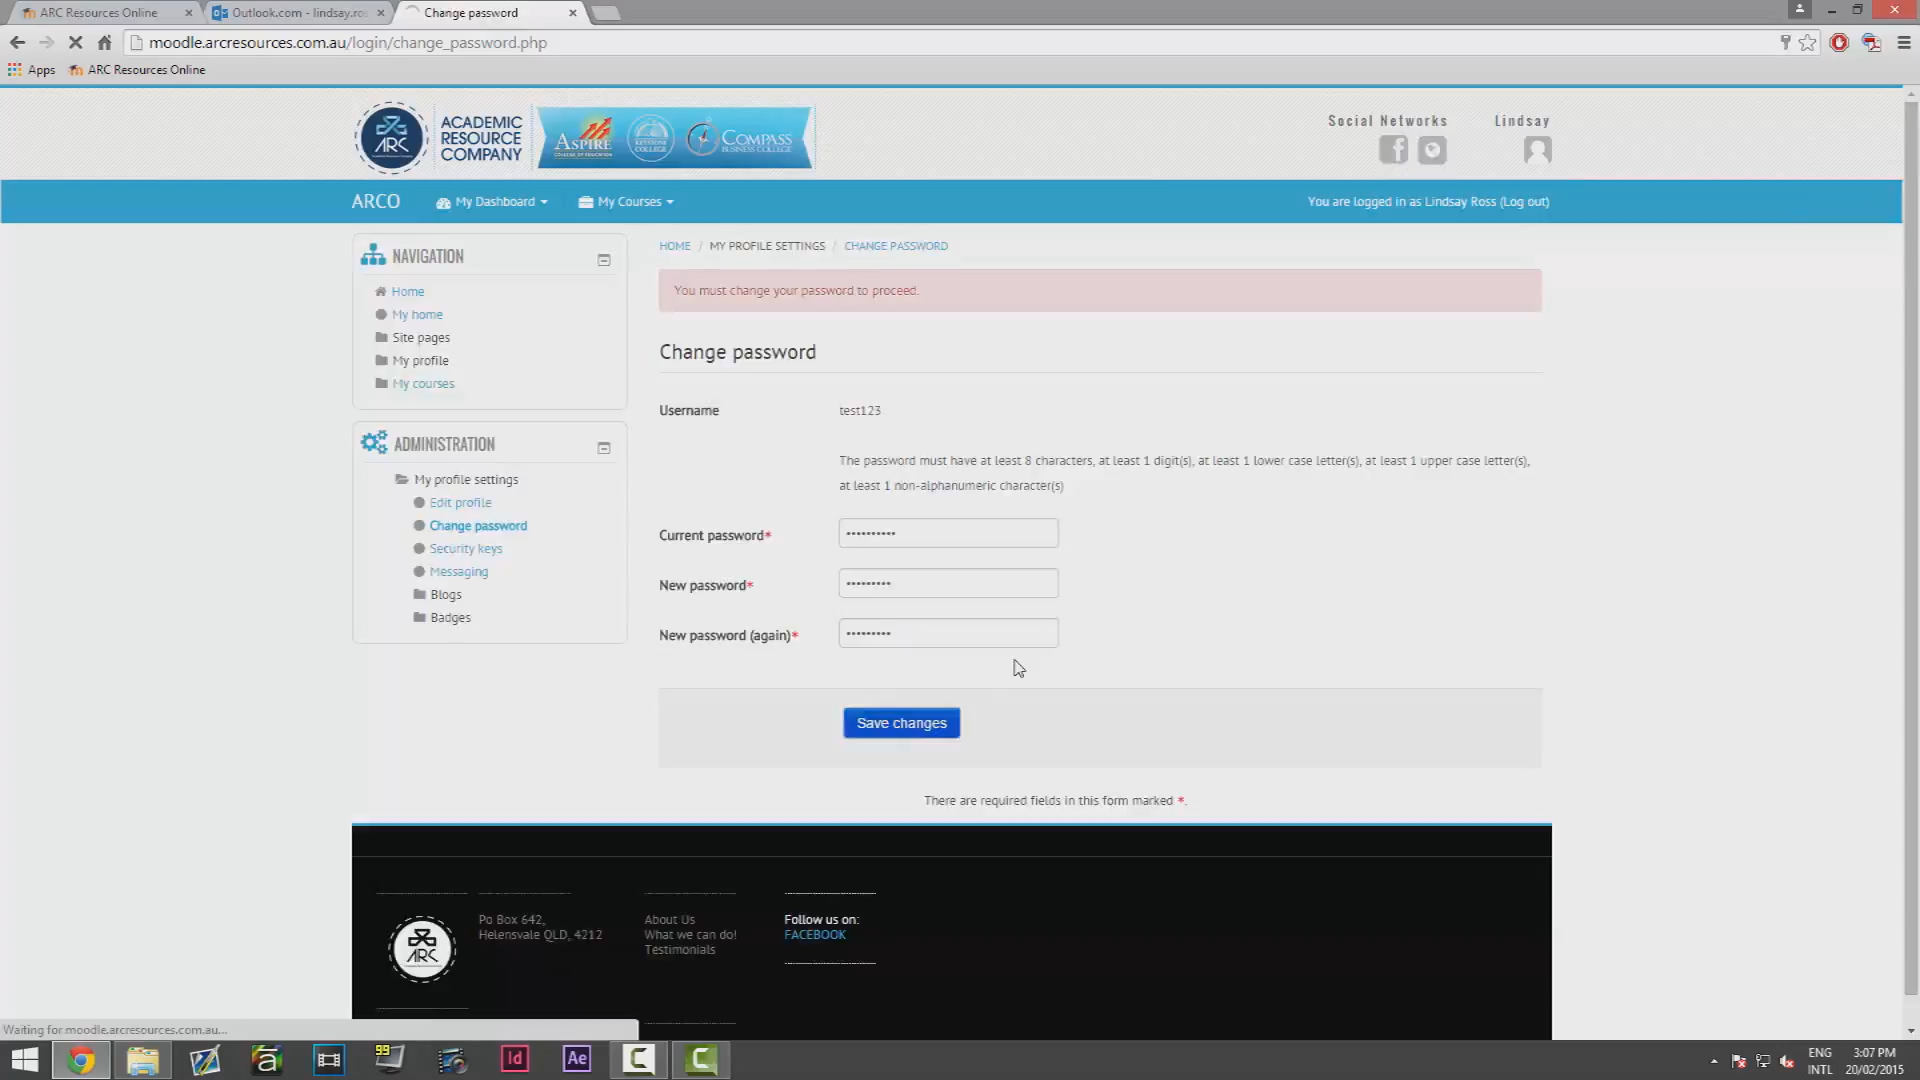 ARC Resources Online
Outlook.com - lindsay.ros
Change password
moodle.arcresources.com.au/login/change_password.php
Apps
ARC Resources Online
ARC
ACADEMIC
RESOURCE
COMPANY
ASPIRE
KEYSTONE
COLLEGE
COMPASS
BUSINESS COLLEGE
Social Networks
Lindsay
ARCO
My Dashboard
My Courses
You are logged in as Lindsay Ross (Log out)
NAVIGATION
Home
My home
Site pages
My profile
My courses
ADMINISTRATION
My profile settings
Edit profile
Change password
Security keys
Messaging
Blogs
Badges
HOME / MY PROFILE SETTINGS / CHANGE PASSWORD
You must change your password to proceed.
Change password
Username
test123
The password must have at least 8 characters, at least 1 digit(s), at least 1 lower case letter(s), at least 1 upper case letter(s),
at least 1 non-alphanumeric character(s)
Current password*
••••••••••
New password*
•••••••••
New password (again)*
•••••••••
Save changes
There are required fields in this form marked *.
ARC
Po Box 642,
Helensvale QLD, 4212
About Us
What we can do!
Testimonials
Follow us on:
FACEBOOK
Waiting for moodle.arcresources.com.au...
a
99
Id
Ae
C
C
ENG
INTL
3:07 PM
20/02/2015